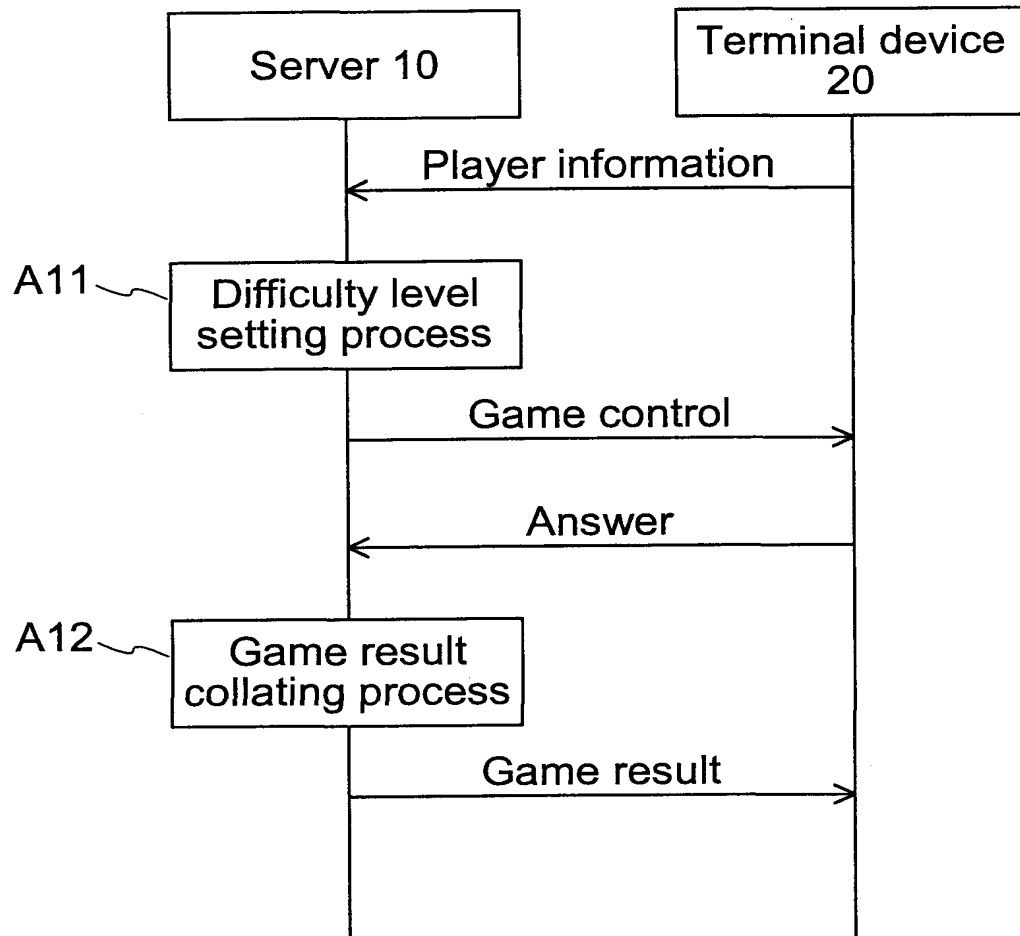 Server 10
Terminal device
20
Player information
A11
Difficulty level
setting process
Game control
Answer
A12
Game result
collating process
Game result